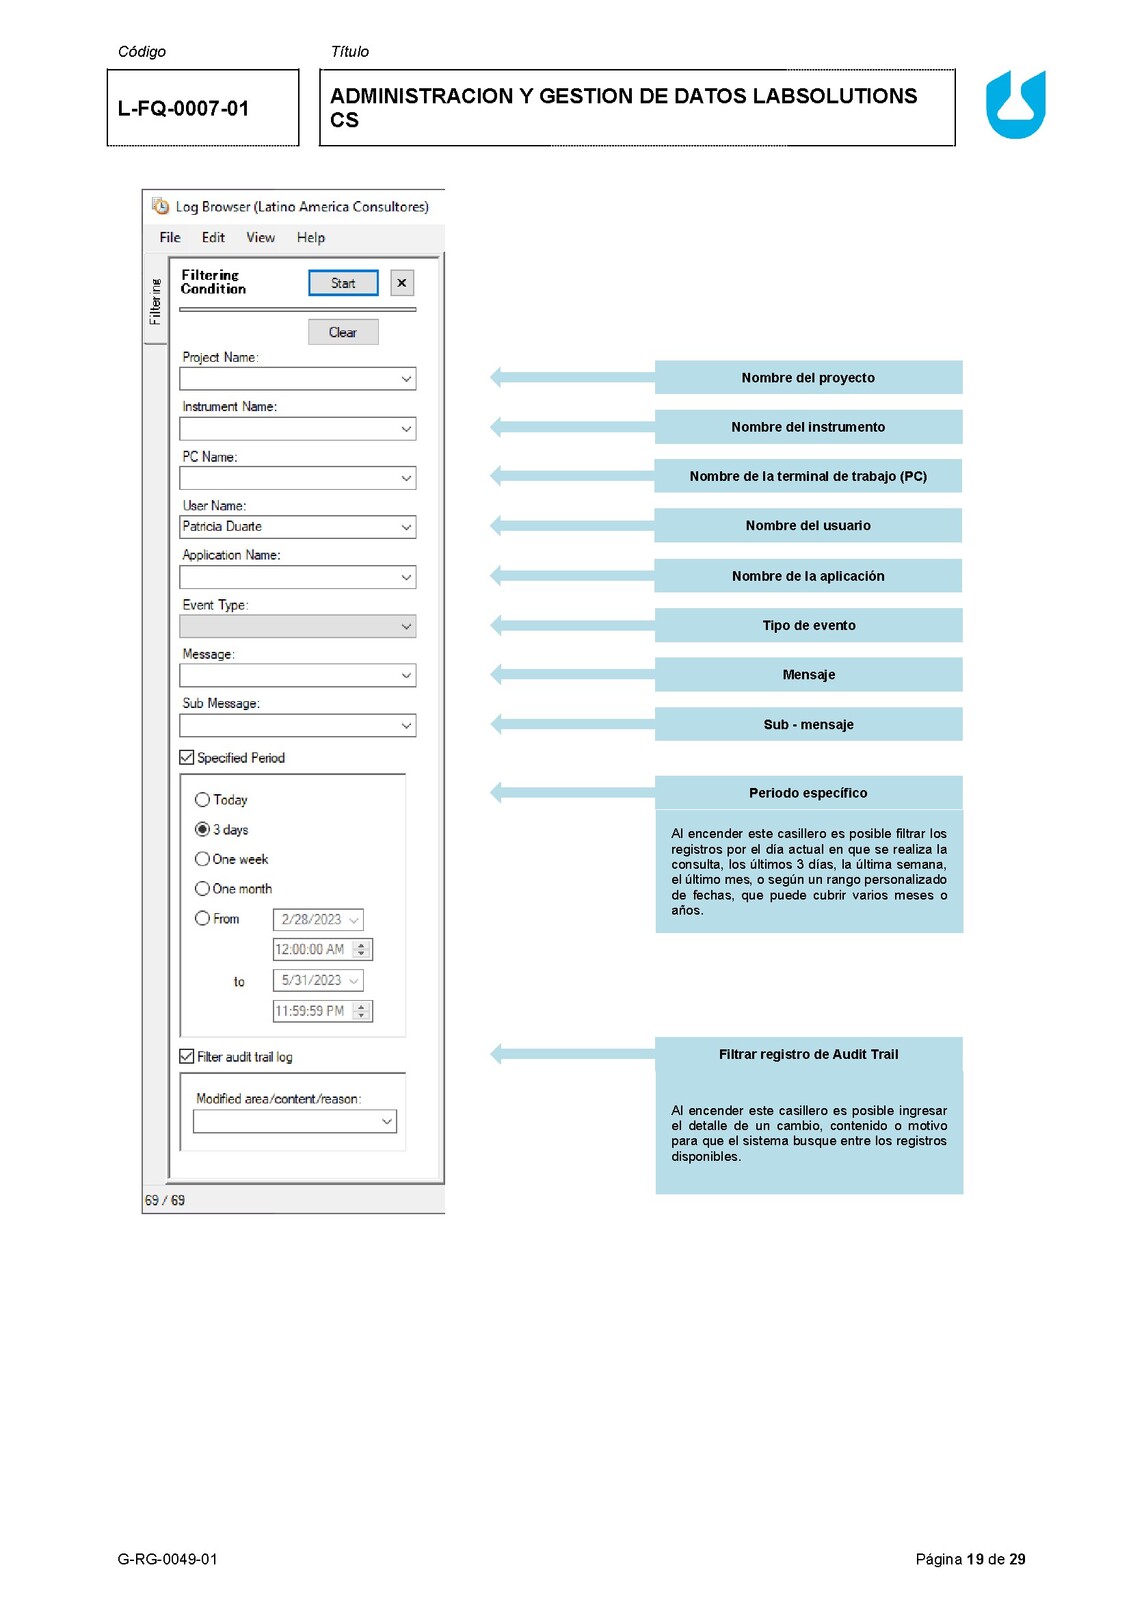 Código
Título
L-FQ-0007-01
ADMINISTRACION Y GESTION DE DATOS LABSOLUTIONS
CS
Log Browser (Latino America Consultores)
File Edit View Help
Filtering
Filtering
Condition
Start
Clear
Project Name:
Nombre del proyecto
Instrument Name:
Nombre del instrumento
PC Name:
Nombre de la terminal de trabajo (PC)
User Name:
Patricia Duarte
Nombre del usuario
Application Name:
Nombre de la aplicación
Event Type:
Tipo de evento
Message:
Mensaje
Sub Message:
Sub - mensaje
Specified Period
Periodo específico
Today
3 days
One week
One month
From 2/28/2023
12:00:00 AM
to 5/31/2023
11:59:59 PM
Al encender este casillero es posible filtrar los
registros por el día actual en que se realiza la
consulta, los últimos 3 días, la última semana,
el último mes, o según un rango personalizado
de fechas, que puede cubrir varios meses o
años.
Filter audit trail log
Filtrar registro de Audit Trail
Modified area/content/reason:
Al encender este casillero es posible ingresar
el detalle de un cambio, contenido o motivo
para que el sistema busque entre los registros
disponibles.
69 / 69
G-RG-0049-01
Página 19 de 29